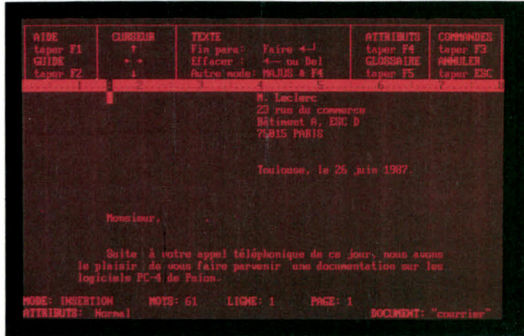 AIDE CURSEUR TEXTE ATTRIBUTS COMMANDES
taper F1 ↑ Fin para: Faire ←┘ taper F4 taper F3
GUIDE ← → Effacer : ←— ou Del GLOSSAIRE ANNULER
taper F2 ↓ Autre mode: MAJUS & F4 taper F5 taper ESC
M. Leclerc
23 rue du commerce
Bâtiment A, ESC D
75015 PARIS
Toulouse, le 26 juin 1987.
Monsieur,
Suite à votre appel téléphonique de ce jour, nous avons
le plaisir de vous faire parvenir une documentation sur les
logiciels PC-4 de Psion.
MODE: INSERTION MOTS: 61 LIGNE: 1 PAGE: 1
ATTRIBUTS: Normal DOCUMENT: "courrier"